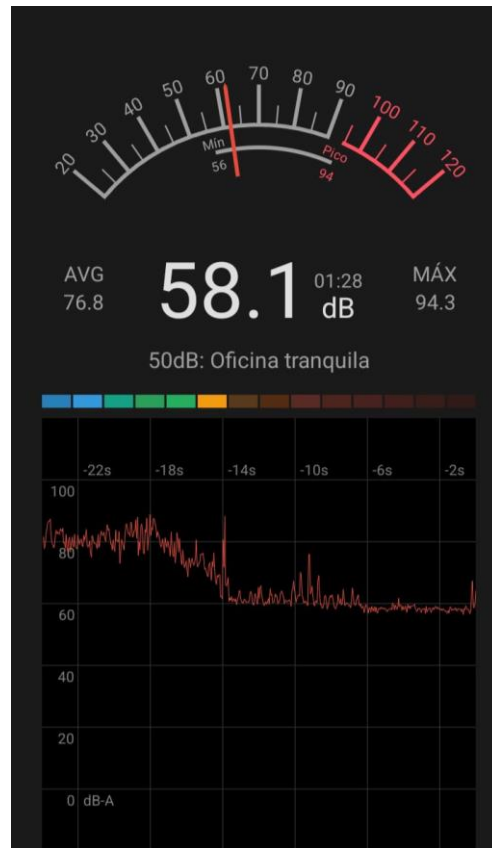 20 30 40 50 60 70 80 90 100 110 120
Mín Pico
56 94
AVG 58.1 01:28 MÁX
76.8 dB 94.3
50dB: Oficina tranquila
-22s -18s -14s -10s -6s -2s
100
80
60
40
20
0 dB-A